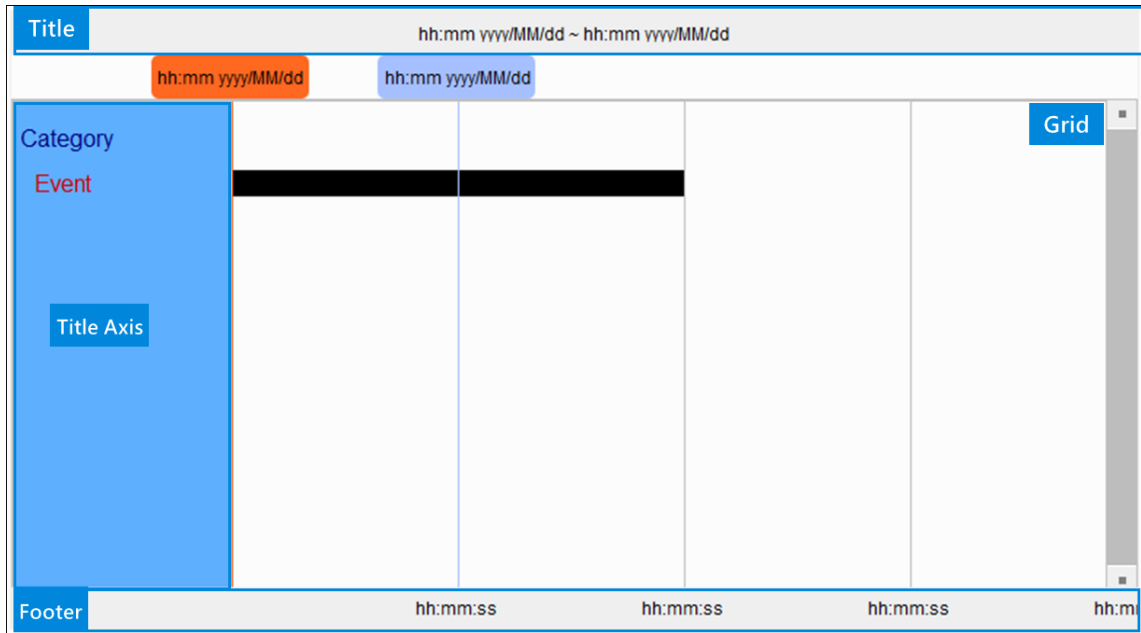 Title
hh:mm yyyy/MM/dd ~ hh:mm yyyy/MM/dd
hh:mm yyyy/MM/dd hh:mm yyyy/MM/dd
Grid
Category
Event
Title Axis
Footer hh:mm:ss hh:mm:ss hh:mm:ss hh:m